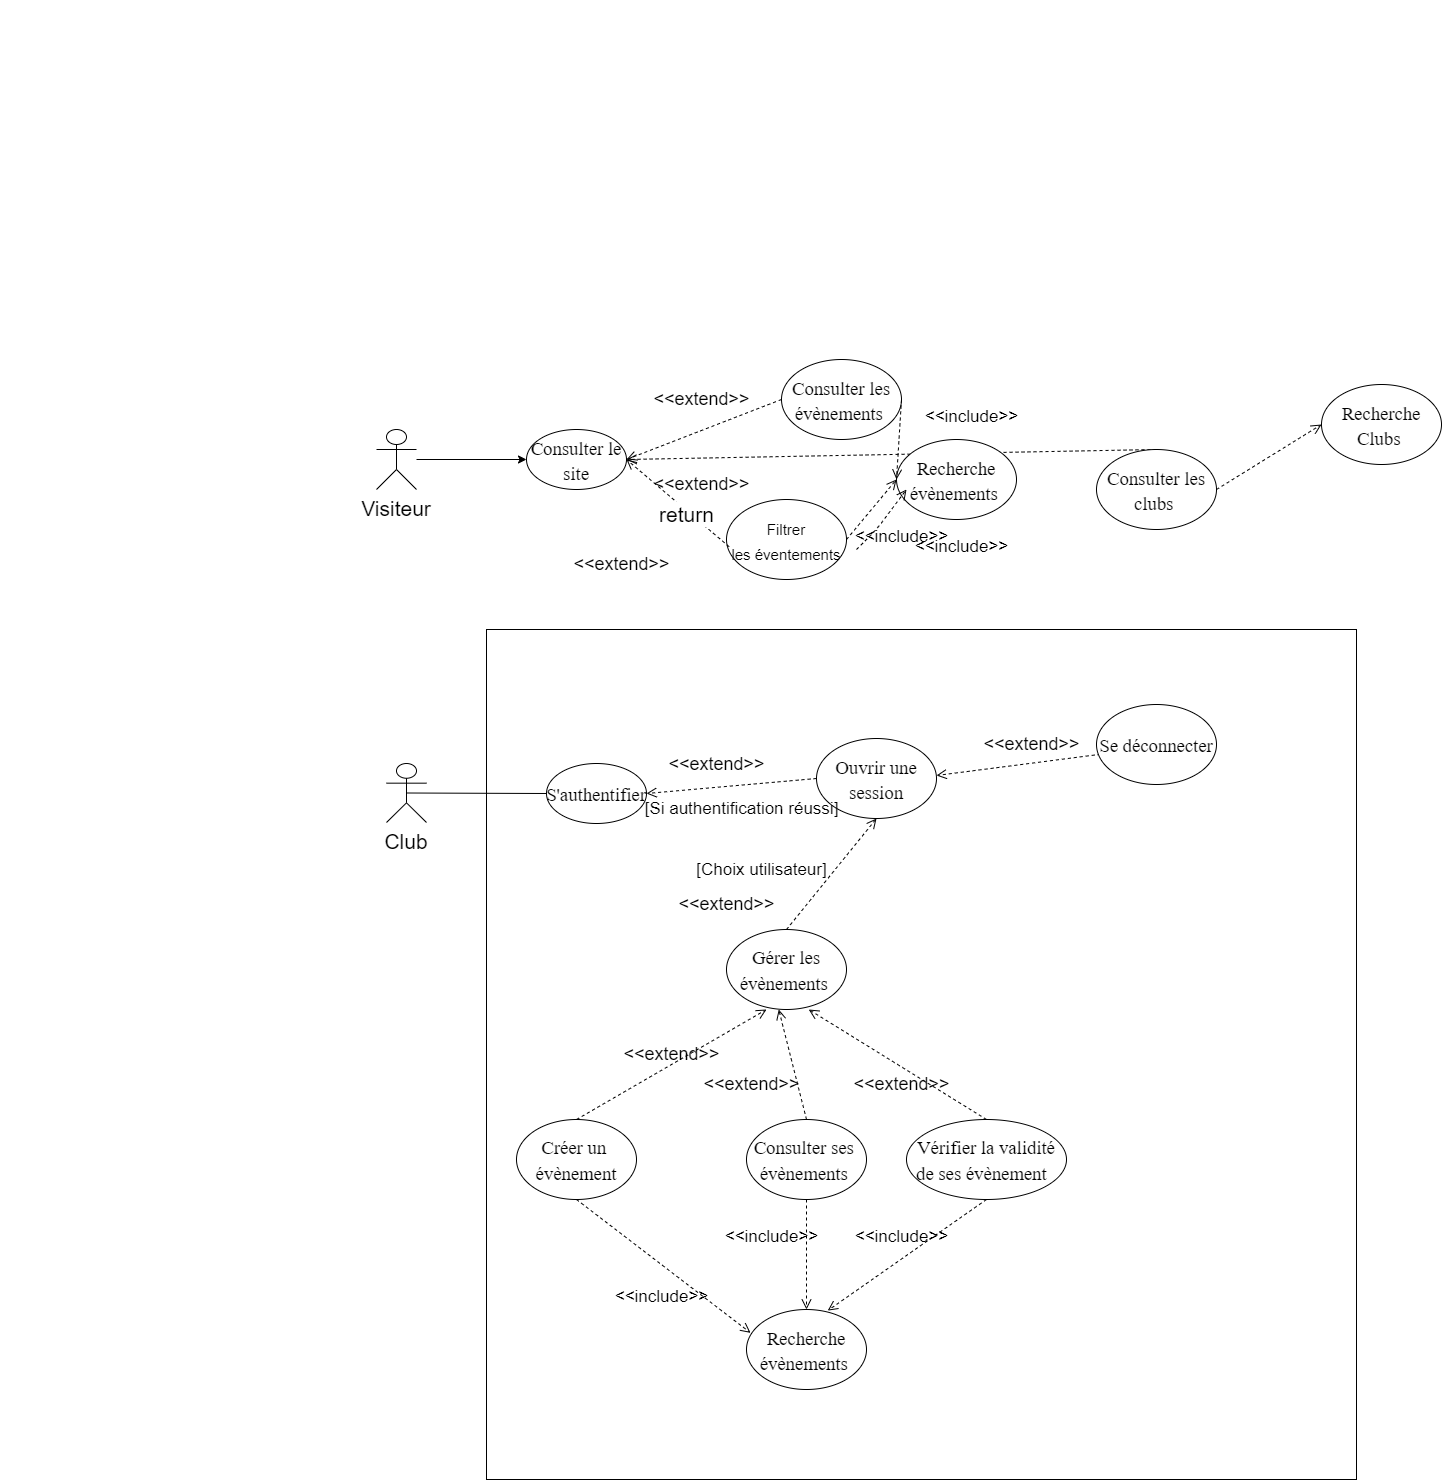 <<extend>>
Consulter les
évènements
<<include>>
Recherche
Clubs
Visiteur
Consulter le
site
<<extend>>
return
Recherche
évènements
Consulter les
clubs
Filtrer
les éventements
<<include>>
<<include>>
<<extend>>
Club
S'authentifier
<<extend>>
[Si authentification réussi]
Ouvrir une
session
<<extend>>
Se déconnecter
[Choix utilisateur]
<<extend>>
Gérer les
évènements
<<extend>>
<<extend>>
<<extend>>
Créer un
évènement
Consulter ses
évènements
Vérifier la validité
de ses évènement
<<include>>
<<include>>
<<include>>
Recherche
évènements